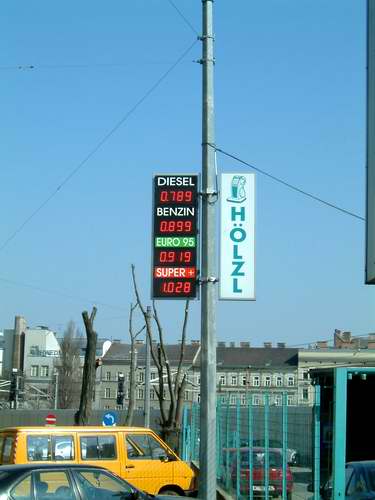 DIESEL
0.789
BENZIN
0.899
EURO 95
0.919
SUPER +
1.028
HÖLZL